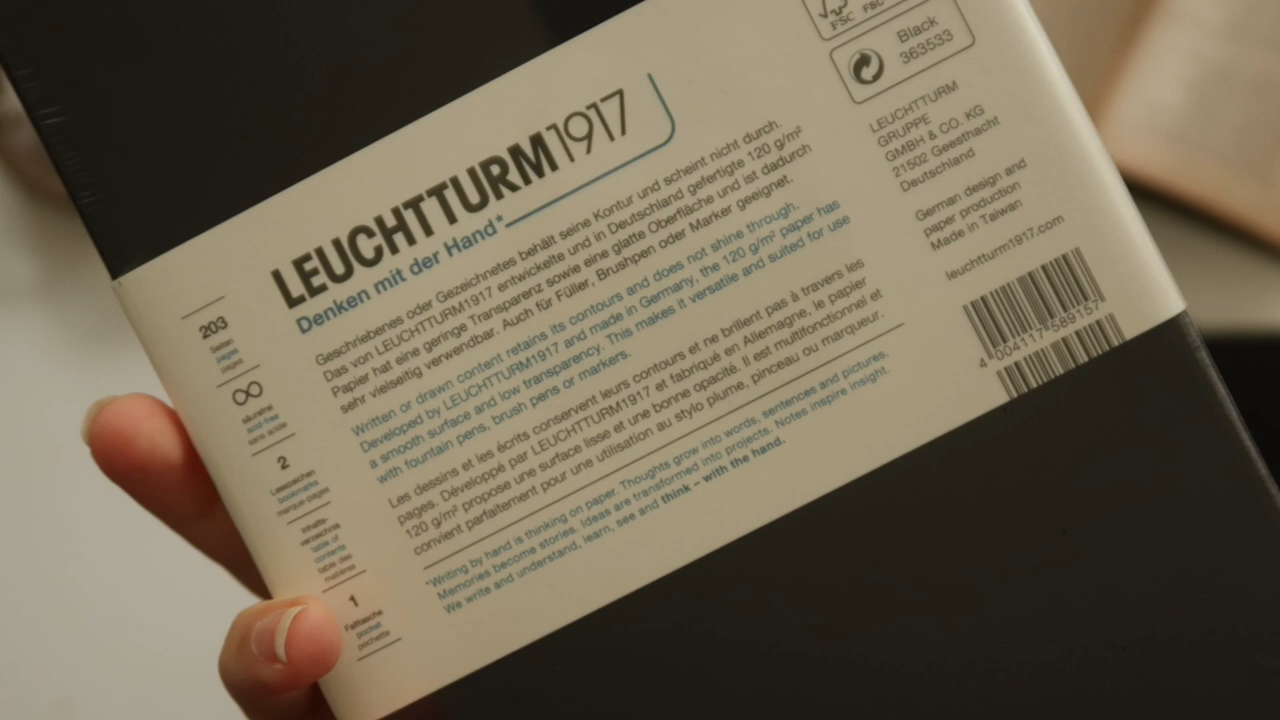 LEUCHTTURM1917
Denken mit der Hand*
Geschriebenes oder Gezeichnetes behält seine Kontur und scheint nicht durch.
Das von LEUCHTTURM1917 entwickelte und in Deutschland gefertigte 120 g/m²
Papier hat eine geringe Transparenz sowie eine glatte Oberfläche und ist dadurch
sehr vielseitig verwendbar. Auch für Füller, Brushpen oder Marker geeignet.
Written or drawn content retains its contours and does not shine through.
Developed by LEUCHTTURM1917 and made in Germany, the 120 g/m² paper has
a smooth surface and low transparency. This makes it versatile and suited for use
with fountain pens, brush pens or markers.
Les dessins et les écrits conservent leurs contours et ne brillent pas à travers les
pages. Développé par LEUCHTTURM1917 et fabriqué en Allemagne, le papier
120 g/m² propose une surface lisse et une bonne opacité. Il est multifonctionnel et
convient parfaitement pour une utilisation au stylo plume, pinceau ou marqueur.
*Writing by hand is thinking on paper. Thoughts grow into words, sentences and pictures.
Memories become stories. Ideas are transformed into projects. Notes inspire insight.
We write and understand, learn, see and think – with the hand.
203
Seiten
pages
pages
∞
säurefrei
acid-free
sans acide
2
Lesezeichen
bookmarks
marque-pages
Inhalts-
verzeichnis
table of
contents
table des
matières
1
Falttasche
pocket
pochette
FSC
FSC
Black
363533
LEUCHTTURM
GRUPPE
GMBH & CO. KG
21502 Geesthacht
Deutschland
German design and
paper production
Made in Taiwan
leuchtturm1917.com
4 004117 589157